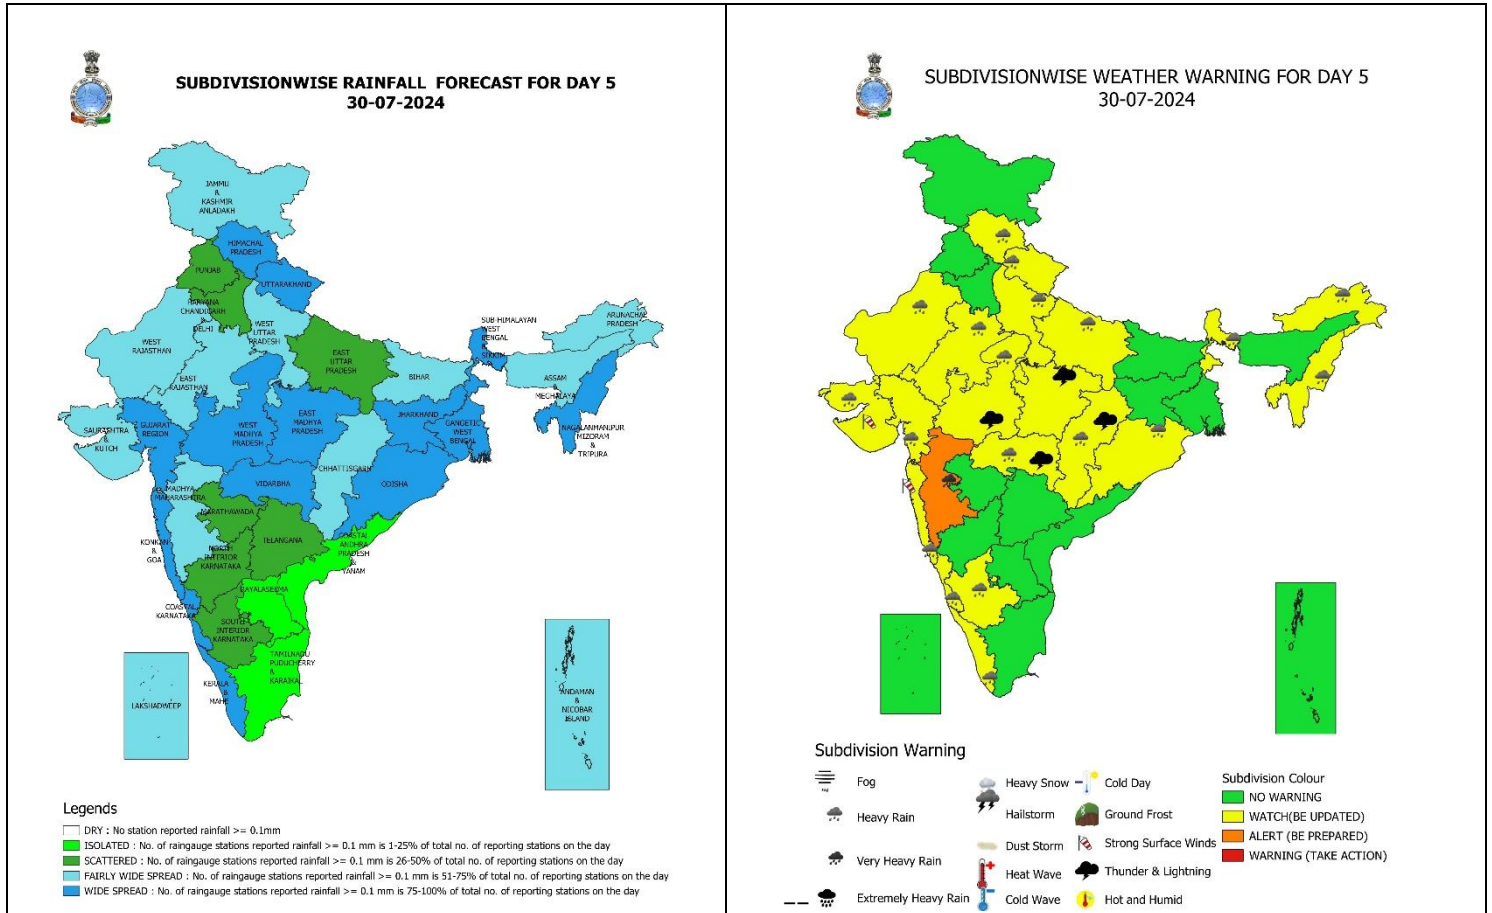 SUBDIVISIONWISE RAINFALL FORECAST FOR DAY 5
30-07-2024
JAMMU
&
KASHMIR
ANLADAKH
HIMACHAL
PRADESH
PUNJAB
UTTARAKHAND
HARYANA
CHANDIGARH
&
DELHI
WEST
UTTAR
PRADESH
WEST
RAJASTHAN
EAST
RAJASTHAN
EAST
UTTAR
PRADESH
BIHAR
SUB-HIMALAYAN
WEST
BENGAL
&
SIKKIM
ARUNACHAL
PRADESH
ASSAM
&
MEGHALAYA
NAGALANMANIPUR
MIZORAM
&
TRIPURA
SAURASHTRA
&
KUTCH
GUJARAT
REGION
WEST
MADHYA
PRADESH
EAST
MADHYA
PRADESH
JHARKHAND
GANGETIC
WEST
BENGAL
CHHATTISGARH
ODISHA
VIDARBHA
MADHYA
MAHARASHTRA
MARATHAWADA
TELANGANA
KONKAN
&
GOA
NORTH
INTERIOR
KARNATAKA
COASTAL
ANDHRA
PRADESH
&
YANAM
RAYALASEEMA
COASTAL
KARNATAKA
SOUTH
INTERIOR
KARNATAKA
TAMILNADU
PUDUCHERRY
&
KARAIKAL
KERALA
&
MAHE
LAKSHADWEEP
ANDAMAN
&
NICOBAR
ISLAND
Legends
DRY : No station reported rainfall >= 0.1mm
ISOLATED : No. of raingauge stations reported rainfall >= 0.1 mm is 1-25% of total no. of reporting stations on the day
SCATTERED : No. of raingauge stations reported rainfall >= 0.1 mm is 26-50% of total no. of reporting stations on the day
FAIRLY WIDE SPREAD : No. of raingauge stations reported rainfall >= 0.1 mm is 51-75% of total no. of reporting stations on the day
WIDE SPREAD : No. of raingauge stations reported rainfall >= 0.1 mm is 75-100% of total no. of reporting stations on the day
SUBDIVISIONWISE WEATHER WARNING FOR DAY 5
30-07-2024
Subdivision Warning
Fog
Heavy Rain
Very Heavy Rain
Extremely Heavy Rain
Heavy Snow
Hailstorm
Dust Storm
Heat Wave
Cold Wave
Cold Day
Ground Frost
Strong Surface Winds
Thunder & Lightning
Hot and Humid
Subdivision Colour
NO WARNING
WATCH(BE UPDATED)
ALERT (BE PREPARED)
WARNING (TAKE ACTION)